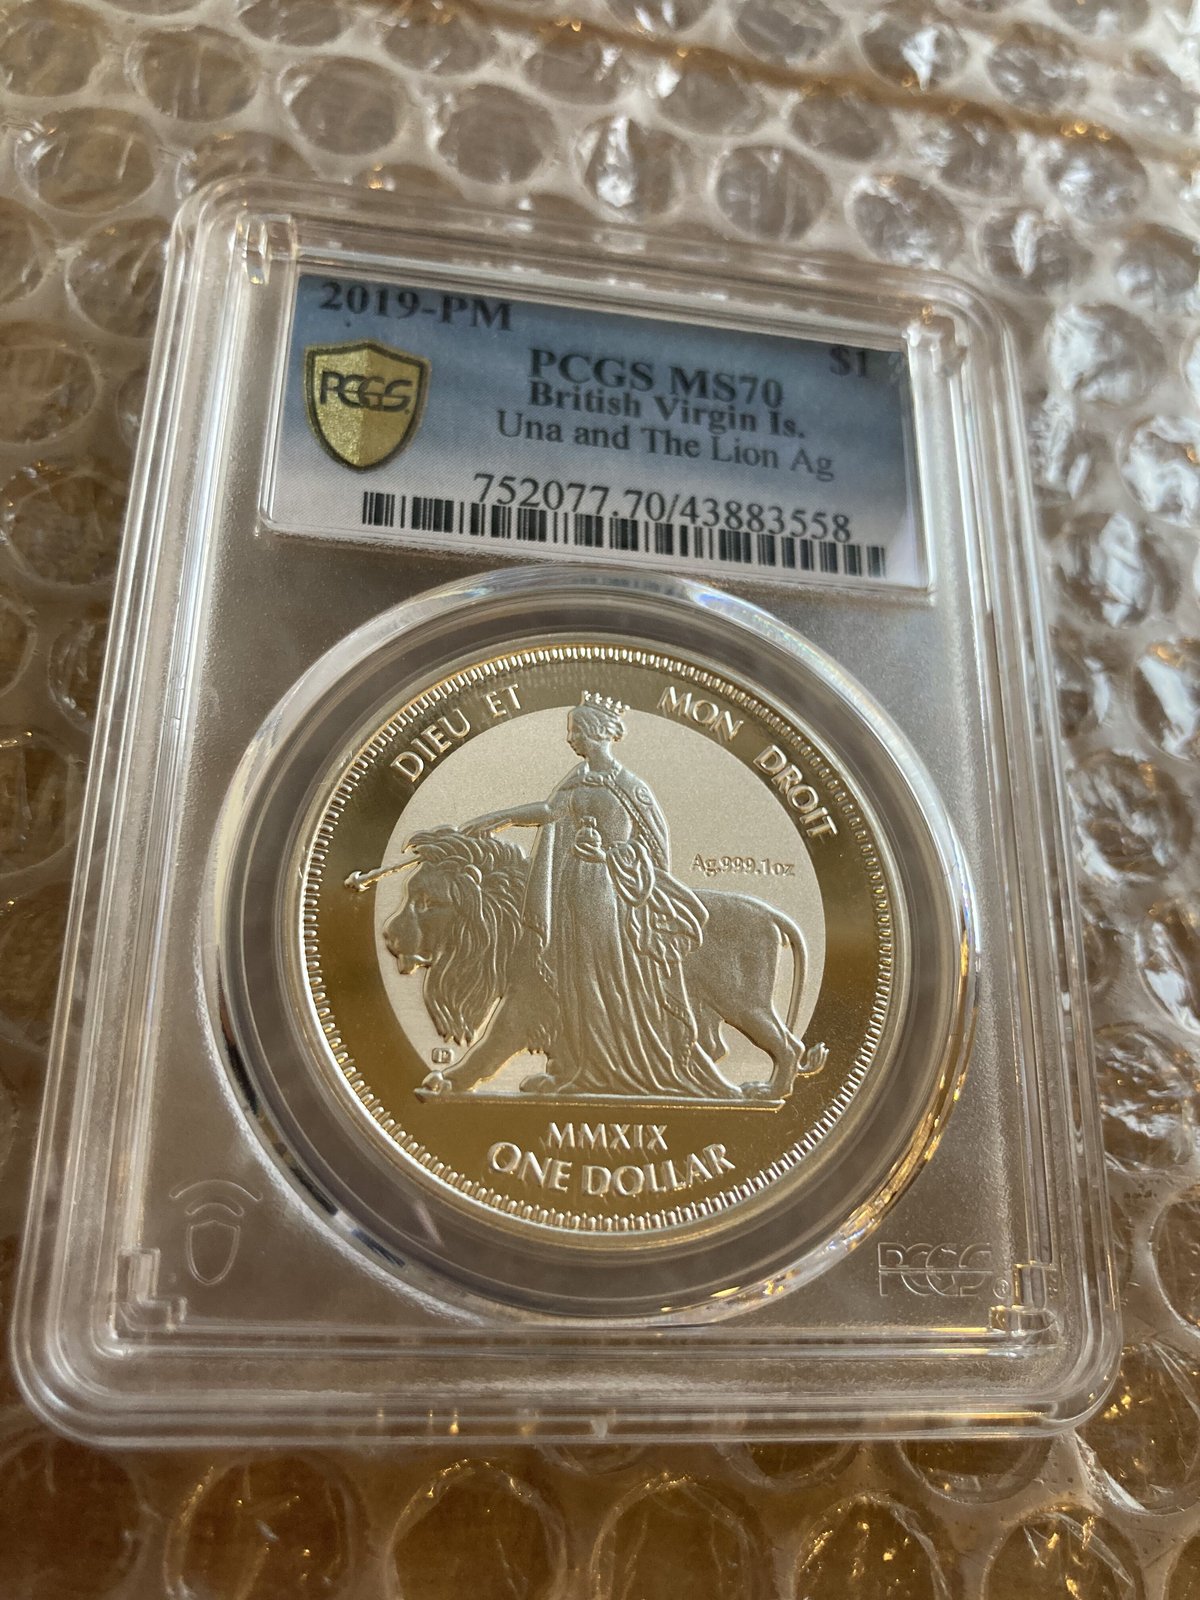 2019-PM
$1
PCGS
PCGS MS70
British Virgin Is.
Una and The Lion Ag
752077.70/43883558
DIEU ET MON DROIT
Ag.999.1oz
MMXIX
ONE DOLLAR
PCGS